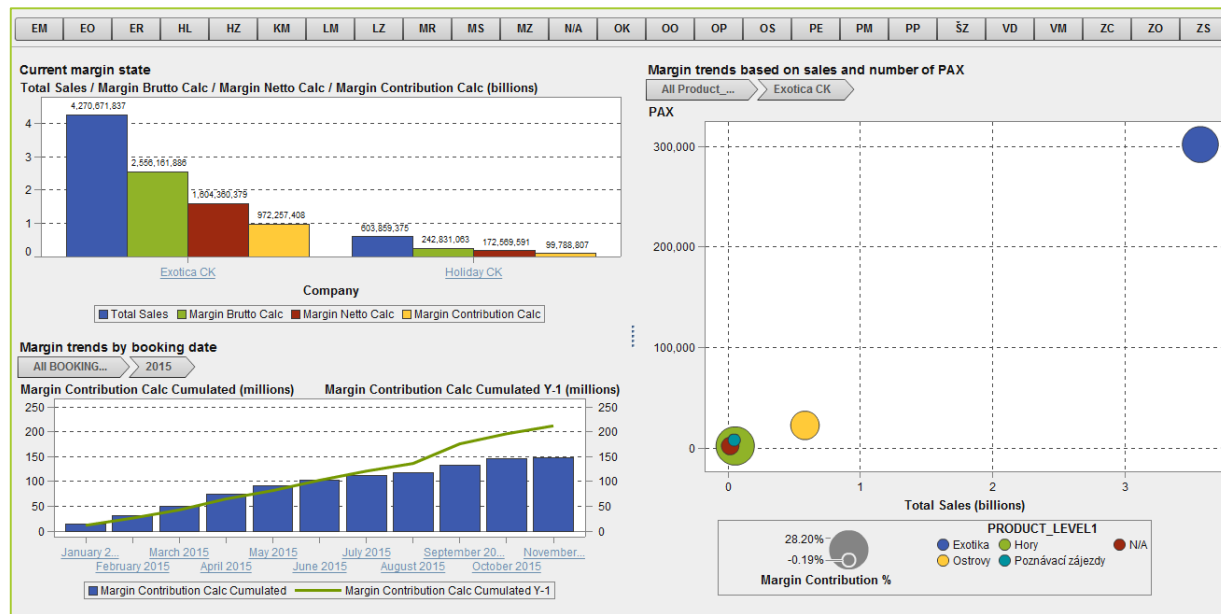 EM EO ER HL HZ KM LM LZ MR MS MZ N/A OK OO OP OS PE PM PP ŠZ VD VM ZC ZO ZS
Current margin state
Total Sales / Margin Brutto Calc / Margin Netto Calc / Margin Contribution Calc (billions)
4,270,671,837
4
3
2,556,161,886
2
1,604,360,379
1
972,257,408
603,859,375
242,831,063
172,569,591
99,788,807
0
Exotica CK Holiday CK
Company
Total Sales Margin Brutto Calc Margin Netto Calc Margin Contribution Calc
Margin trends by booking date
All BOOKING... 2015
Margin Contribution Calc Cumulated (millions) Margin Contribution Calc Cumulated Y-1 (millions)
250 250
200 200
150 150
100 100
50 50
0 0
January 2... March 2015 May 2015 July 2015 September 20... November...
February 2015 April 2015 June 2015 August 2015 October 2015
Margin Contribution Calc Cumulated Margin Contribution Calc Cumulated Y-1
Margin trends based on sales and number of PAX
All Product_... Exotica CK
PAX
300,000
200,000
100,000
0
0 1 2 3
Total Sales (billions)
28.20%
-0.19%
Margin Contribution %
PRODUCT_LEVEL1
Exotika Hory N/A
Ostrovy Poznávací zájezdy